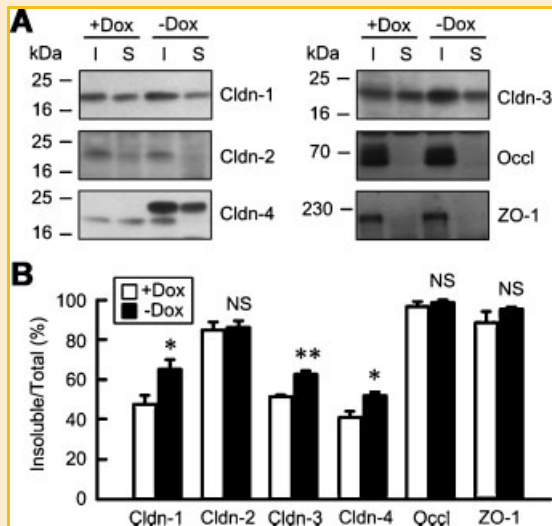 A
+Dox -Dox
kDa I S I S
25
16
Cldn-1
25
16
Cldn-2
25
16
Cldn-4
+Dox -Dox
kDa I S I S
25
16
Cldn-3
70
Occl
230
ZO-1
B
+Dox
-Dox
Insoluble/Total (%)
100
80
60
40
20
0
*
NS
**
*
NS
NS
Cldn-1 Cldn-2 Cldn-3 Cldn-4 Occl ZO-1